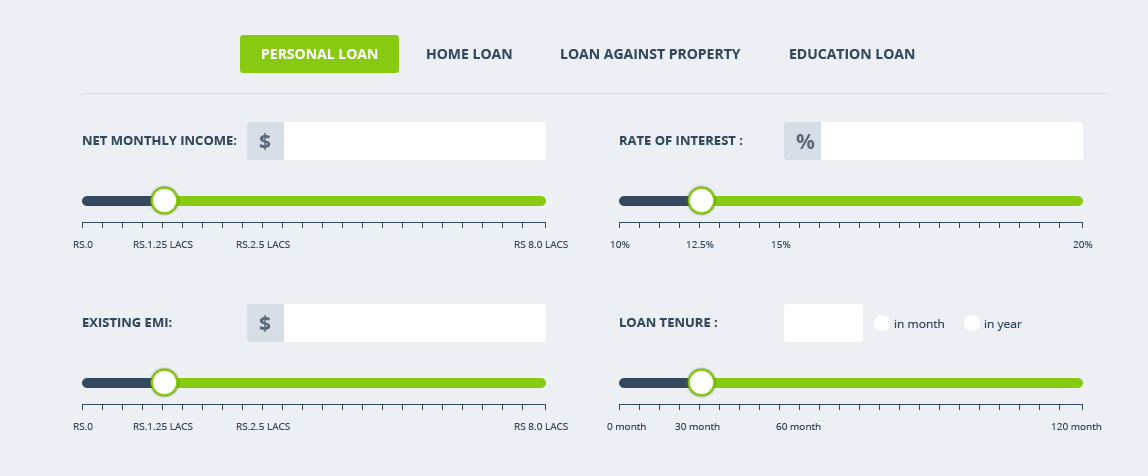 PERSONAL LOAN HOME LOAN LOAN AGAINST PROPERTY EDUCATION LOAN
NET MONTHLY INCOME: $ RATE OF INTEREST : %
RS.0 RS.1.25 LACS RS.2.5 LACS RS 8.0 LACS 10% 12.5% 15% 20%
EXISTING EMI: $ LOAN TENURE : in month in year
RS.0 RS.1.25 LACS RS.2.5 LACS RS 8.0 LACS 0 month 30 month 60 month 120 month